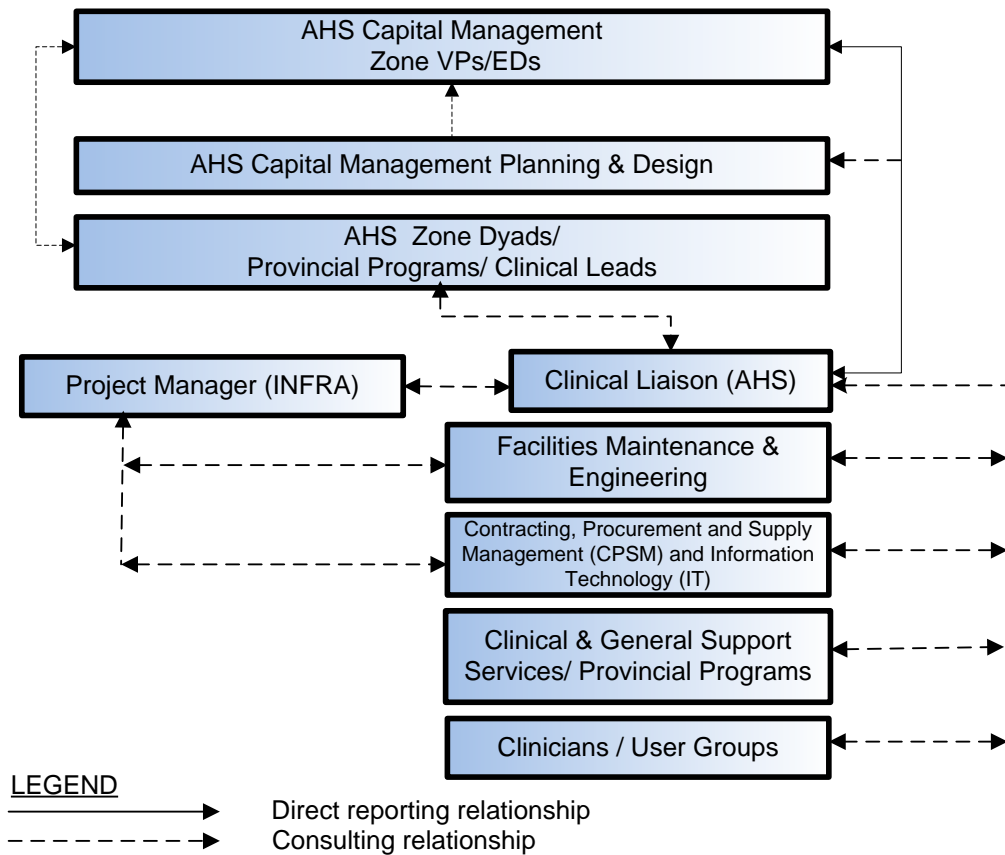 AHS Capital Management
Zone VPs/EDs
AHS Capital Management Planning & Design
AHS Zone Dyads/
Provincial Programs/ Clinical Leads
Project Manager (INFRA)
Clinical Liaison (AHS)
Facilities Maintenance &
Engineering
Contracting, Procurement and Supply
Management (CPSM) and Information
Technology (IT)
Clinical & General Support
Services/ Provincial Programs
Clinicians / User Groups
LEGEND
Direct reporting relationship
Consulting relationship